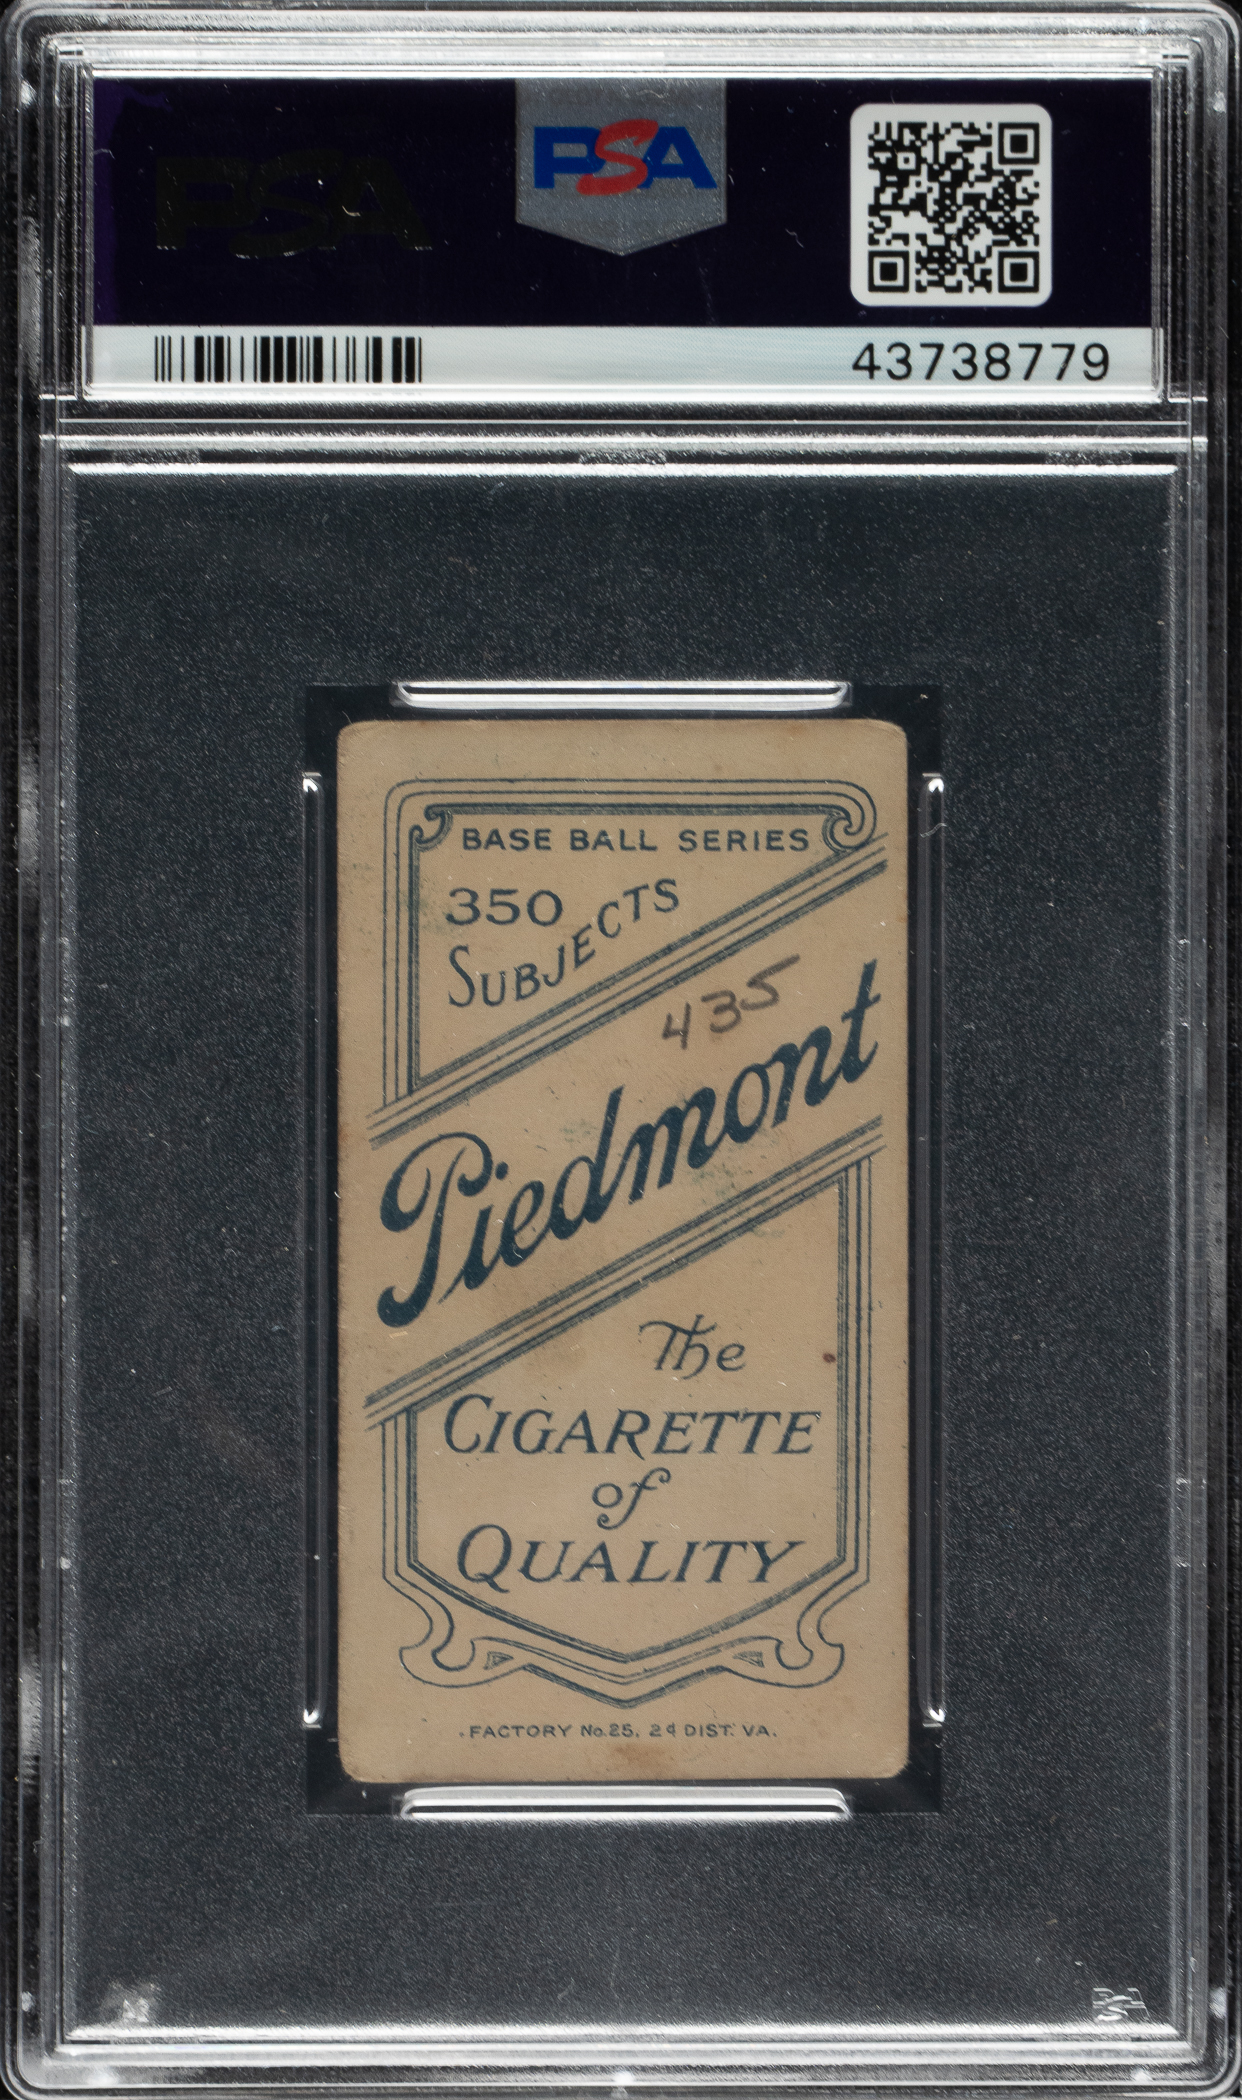 PSA
PSA
43738779
BASE BALL SERIES
350
SUBJECTS
435
Piedmont
The
CIGARETTE
of
QUALITY
FACTORY No. 25, 2d DIST. VA.
PSA